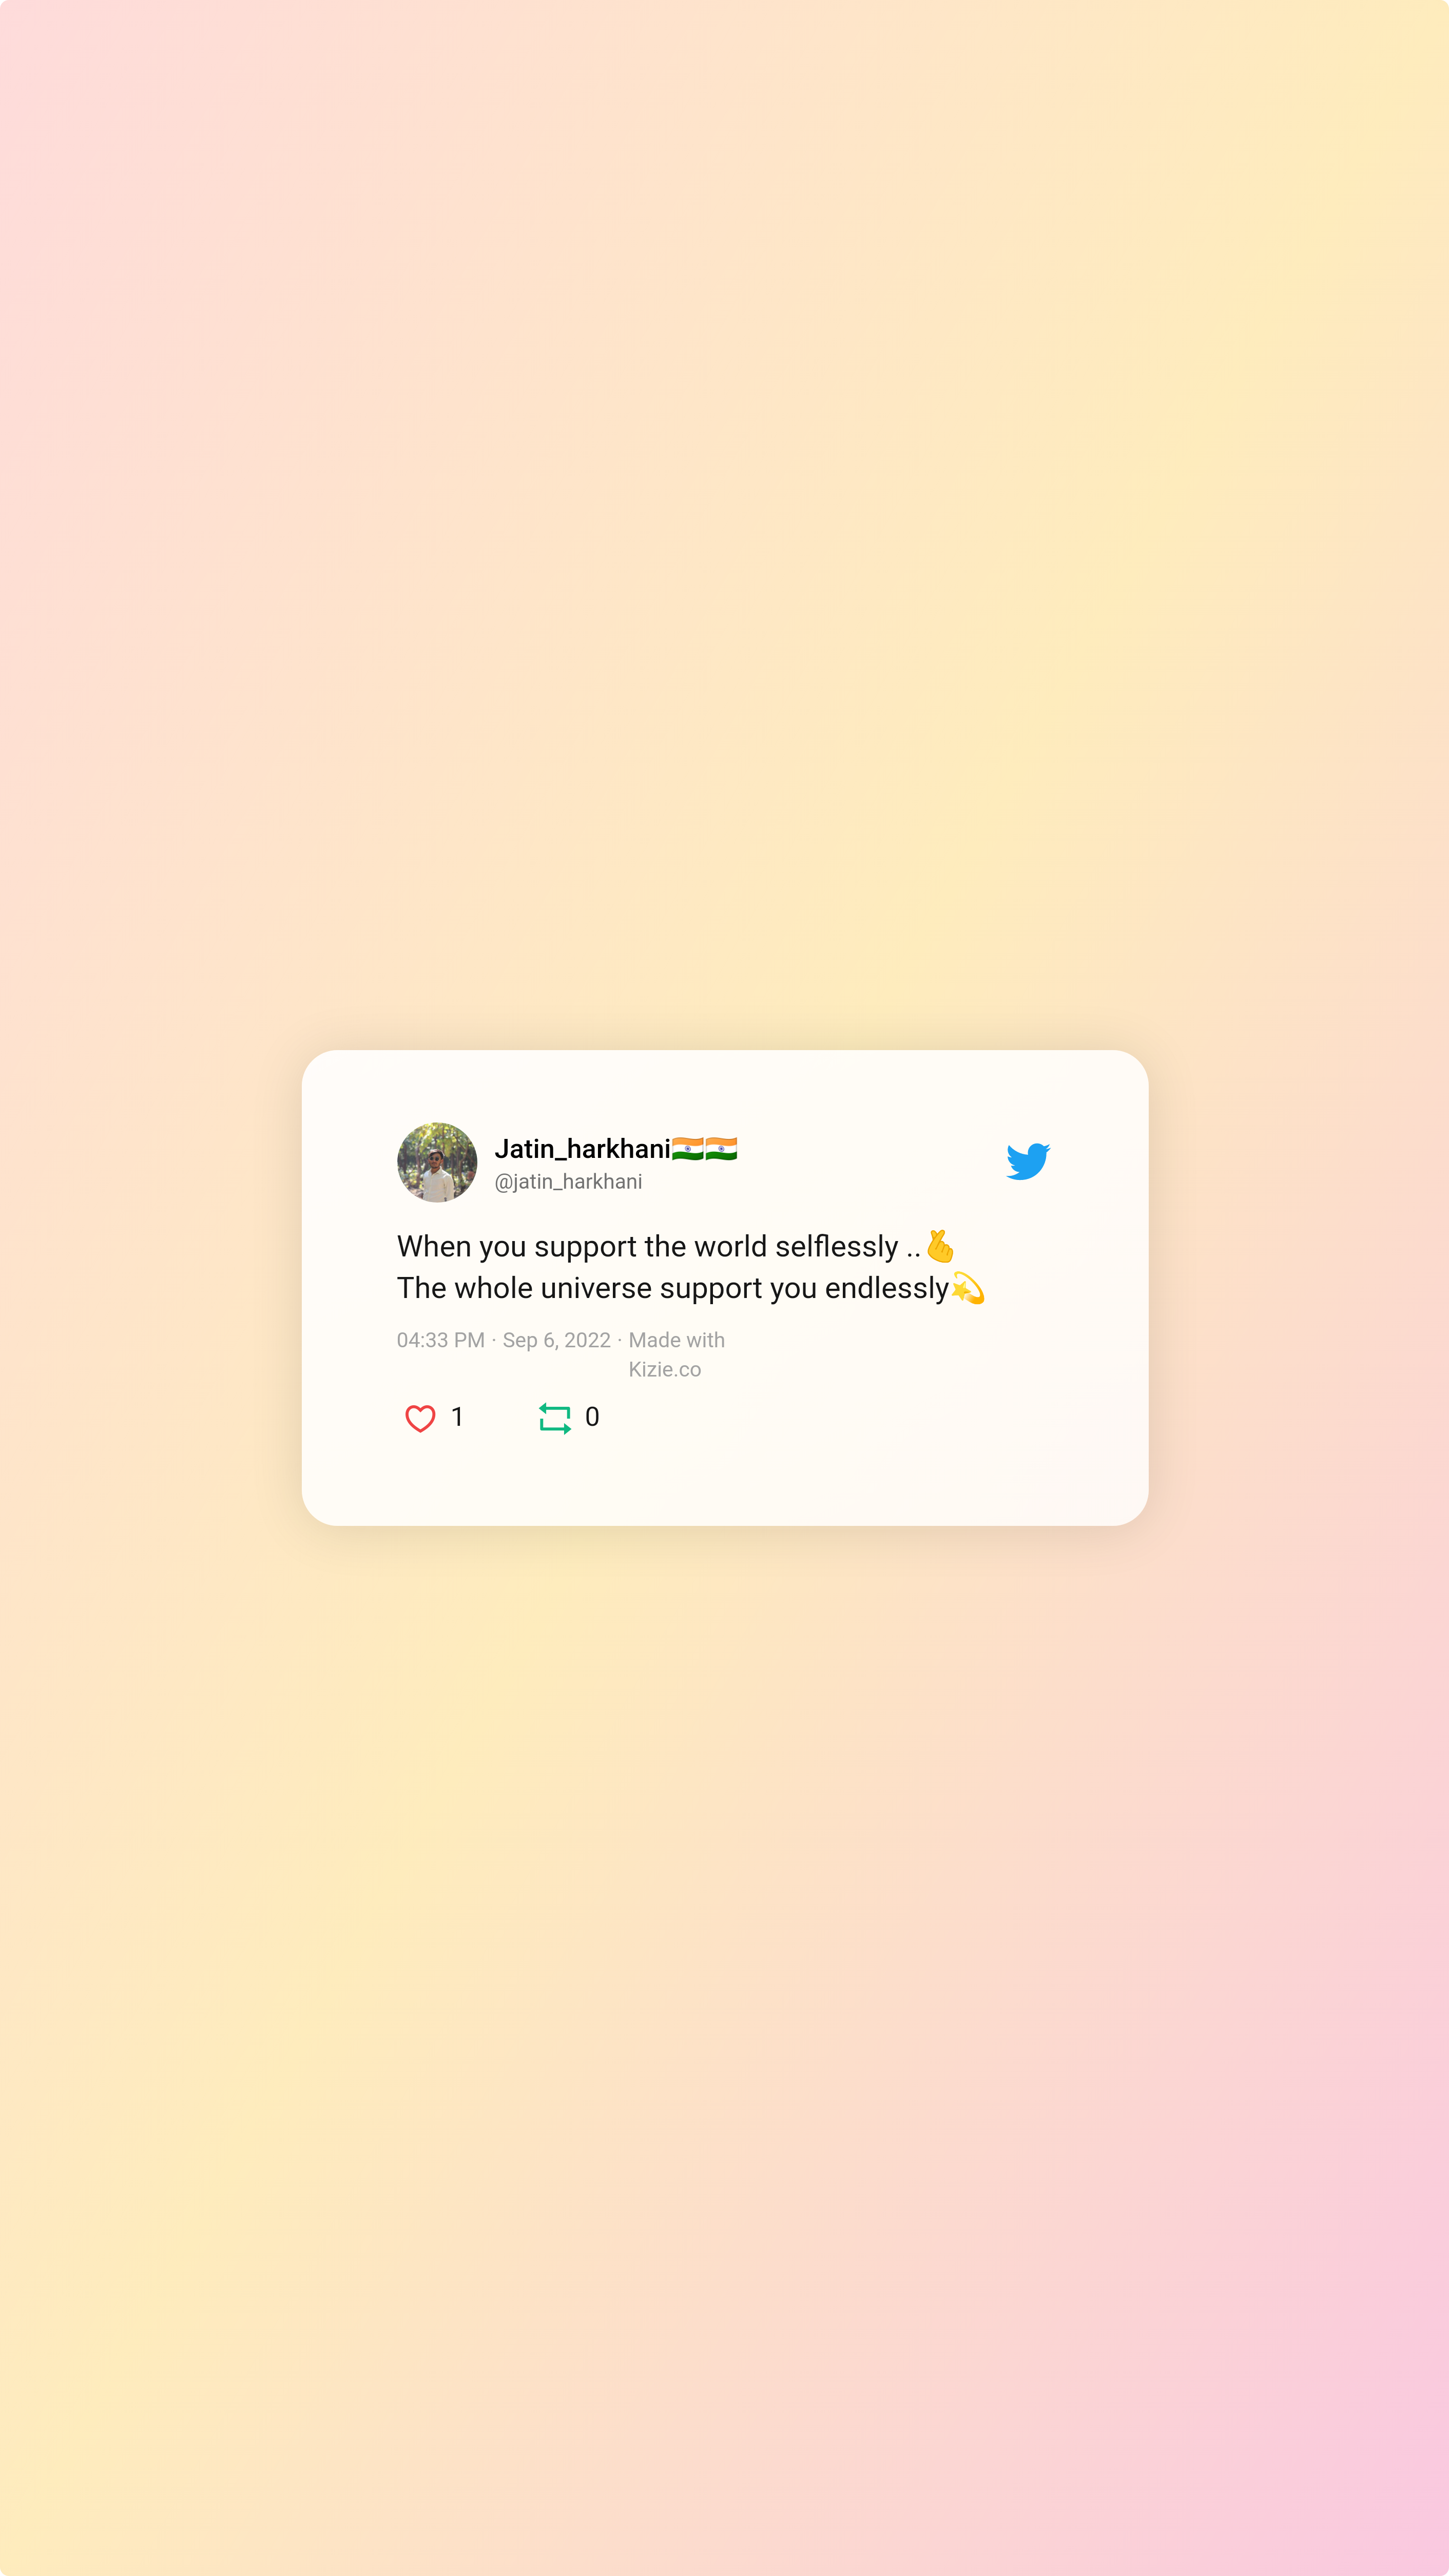 Jatin_harkhani🇮🇳🇮🇳
@jatin_harkhani
When you support the world selflessly ..🫰
The whole universe support you endlessly💫
04:33 PM · Sep 6, 2022 · Made with
Kizie.co
1 0